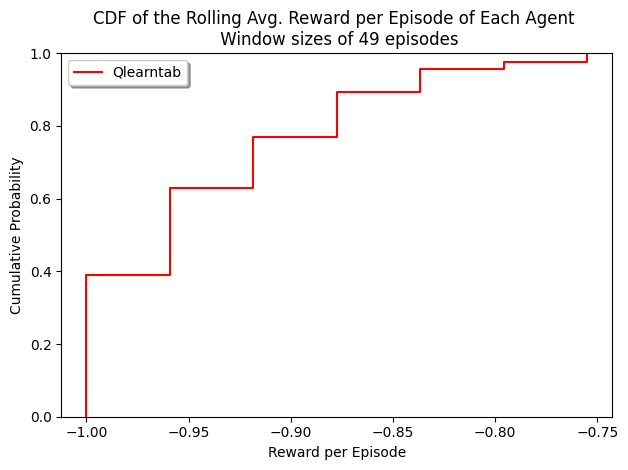 CDF of the Rolling Avg. Reward per Episode of Each Agent
Window sizes of 49 episodes
Qlearntab
Cumulative Probability
1.0
0.8
0.6
0.4
0.2
0.0
−1.00 −0.95 −0.90 −0.85 −0.80 −0.75
Reward per Episode